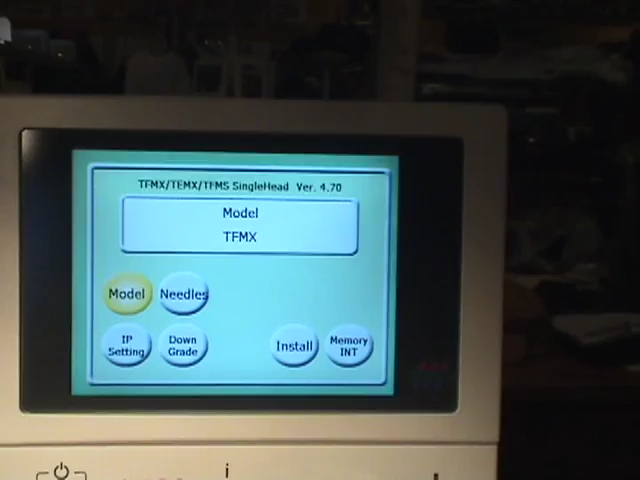 TFMX/TEMX/TFMS SingleHead Ver. 4.70
Model
TFMX
Model
Needles
IP
Setting
Down
Grade
Install
Memory
INT
i